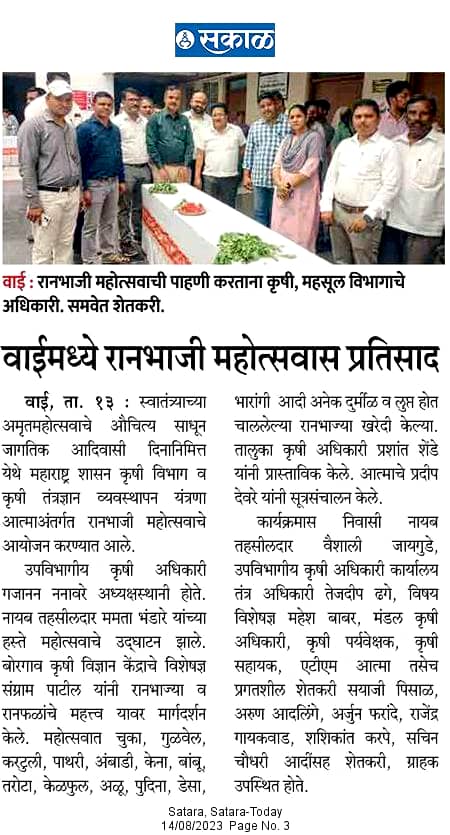 सकाळ
वाई : रानभाजी महोत्सवाची पाहणी करताना कृषी, महसूल विभागाचे
अधिकारी. समवेत शेतकरी.
वाईमध्ये रानभाजी महोत्सवास प्रतिसाद
वाई, ता. १३ : स्वातंत्र्याच्या
अमृतमहोत्सवाचे औचित्य साधून
जागतिक आदिवासी दिनानिमित्त
येथे महाराष्ट्र शासन कृषी विभाग व
कृषी तंत्रज्ञान व्यवस्थापन यंत्रणा
आत्माअंतर्गत रानभाजी महोत्सवाचे
आयोजन करण्यात आले.
उपविभागीय कृषी अधिकारी
गजानन ननावरे अध्यक्षस्थानी होते.
नायब तहसीलदार ममता भंडारे यांच्या
हस्ते महोत्सवाचे उद्‍घाटन झाले.
बोरगाव कृषी विज्ञान केंद्राचे विशेषज्ञ
संग्राम पाटील यांनी रानभाज्या व
रानफळांचे महत्त्व यावर मार्गदर्शन
केले. महोत्सवात चुका, गुळवेल,
करटुली, पाथरी, अंबाडी, केना, बांबू,
तरोटा, केळफुल, अळू, पुदिना, डेसा,
भारांगी आदी अनेक दुर्मीळ व लुप्त होत
चाललेल्या रानभाज्या खरेदी केल्या.
तालुका कृषी अधिकारी प्रशांत शेंडे
यांनी प्रास्ताविक केले. आत्माचे प्रदीप
देवरे यांनी सूत्रसंचालन केले.
कार्यक्रमास निवासी नायब
तहसीलदार वैशाली जायगुडे,
उपविभागीय कृषी अधिकारी कार्यालय
तंत्र अधिकारी तेजदीप ढगे, विषय
विशेषज्ञ महेश बाबर, मंडल कृषी
अधिकारी, कृषी पर्यवेक्षक, कृषी
सहायक, एटीएम आत्मा तसेच
प्रगतशील शेतकरी सयाजी पिसाळ,
अरुण आदलिंगे, अर्जुन फरांदे, राजेंद्र
गायकवाड, शशिकांत करपे, सचिन
चौधरी आदींसह शेतकरी, ग्राहक
उपस्थित होते.
Satara, Satara-Today
14/08/2023 Page No. 3